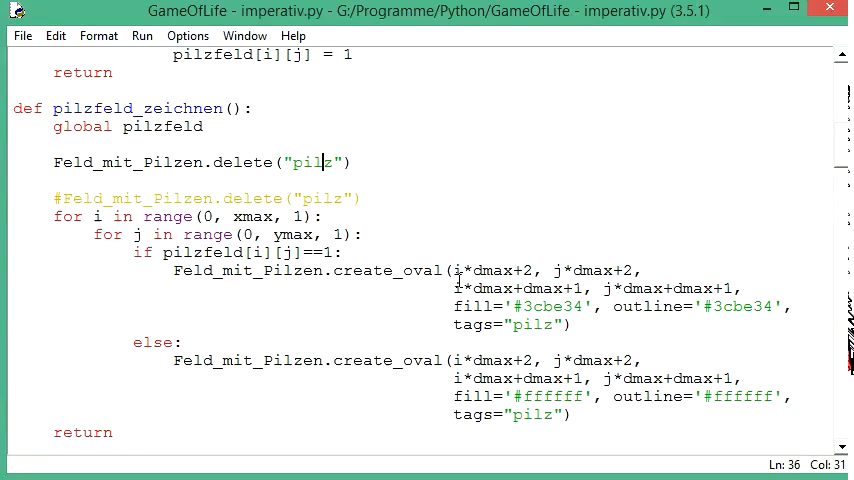 GameOfLife - imperativ.py - G:/Programme/Python/GameOfLife - imperativ.py (3.5.1)
File Edit Format Run Options Window Help
pilzfeld[i][j] = 1
return
def pilzfeld_zeichnen():
global pilzfeld
Feld_mit_Pilzen.delete("pilz")
#Feld_mit_Pilzen.delete("pilz")
for i in range(0, xmax, 1):
for j in range(0, ymax, 1):
if pilzfeld[i][j]==1:
Feld_mit_Pilzen.create_oval(i*dmax+2, j*dmax+2,
i*dmax+dmax+1, j*dmax+dmax+1,
fill='#3cbe34', outline='#3cbe34',
tags="pilz")
else:
Feld_mit_Pilzen.create_oval(i*dmax+2, j*dmax+2,
i*dmax+dmax+1, j*dmax+dmax+1,
fill='#ffffff', outline='#ffffff',
tags="pilz")
return
Ln: 36 Col: 31